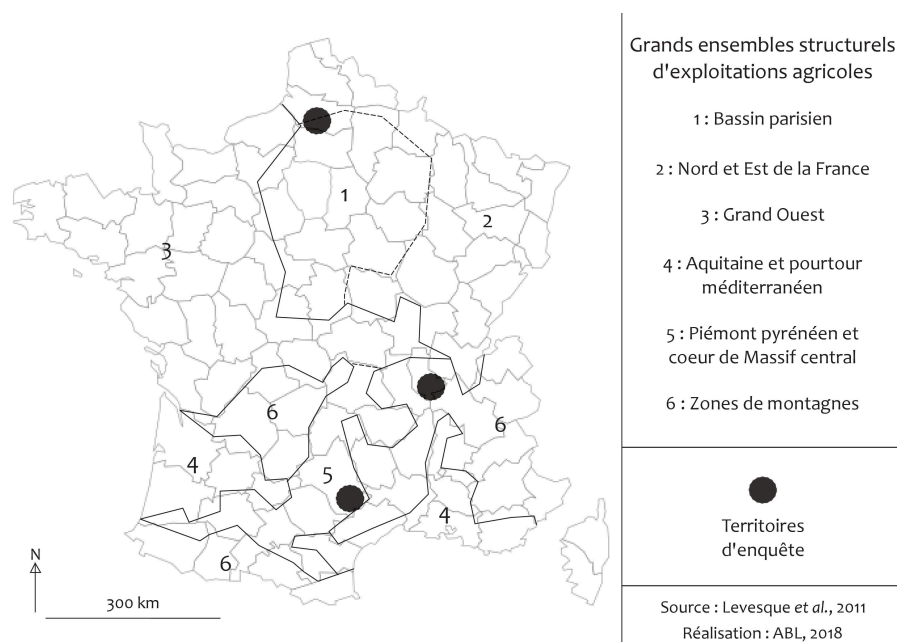 1
2
3
6
6
4
5
4
6
N
300 km
Grands ensembles structurels
d'exploitations agricoles
1 : Bassin parisien
2 : Nord et Est de la France
3 : Grand Ouest
4 : Aquitaine et pourtour
méditerranéen
5 : Piémont pyrénéen et
coeur de Massif central
6 : Zones de montagnes
Territoires
d'enquête
Source : Levesque et al., 2011
Réalisation : ABL, 2018